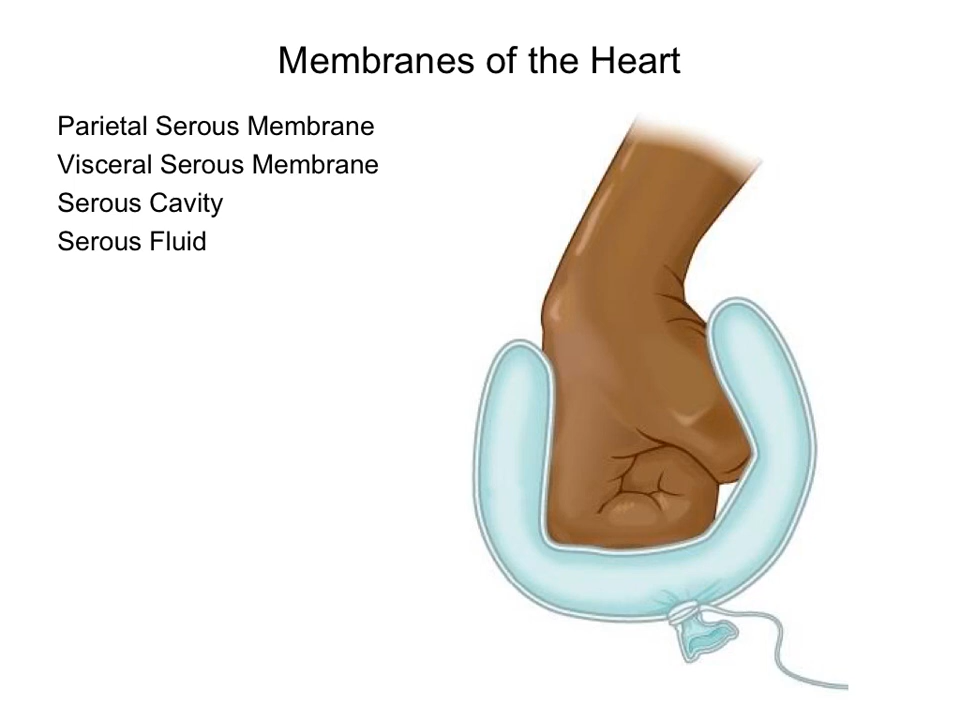 Membranes of the Heart
Parietal Serous Membrane
Visceral Serous Membrane
Serous Cavity
Serous Fluid